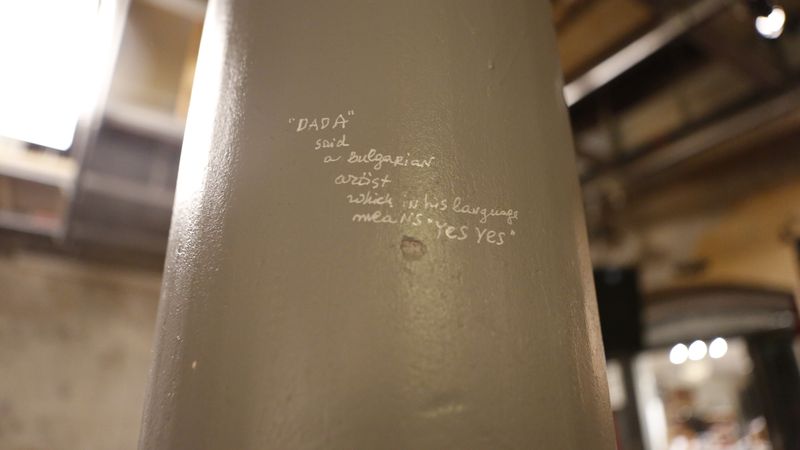 "DADA"
said
a bulgarian
artist
which in his language
means "Yes Yes"